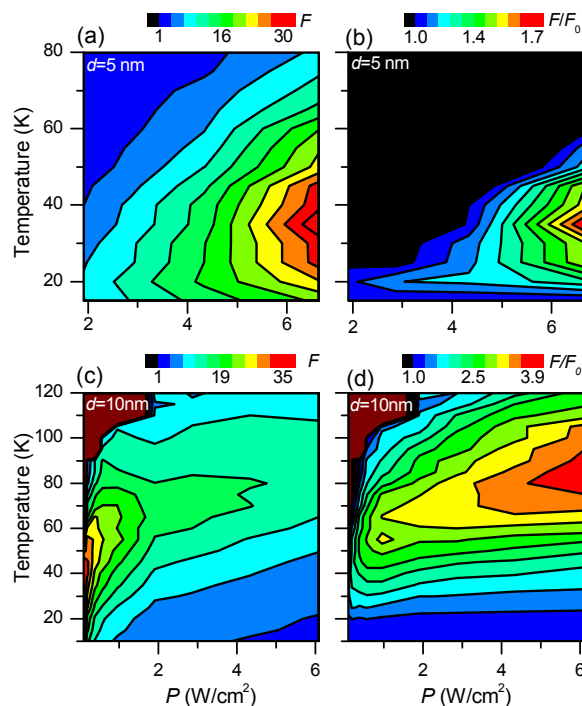 (a) F
1 16 30
(b) F/F0
1.0 1.4 1.7
d=5 nm
d=5 nm
Temperature (K)
80
60
40
20
2 4 6
2 4 6
(c) F
1 19 35
(d) F/F0
1.0 2.5 3.9
d=10nm
d=10nm
Temperature (K)
120
100
80
60
40
20
2 4 6
2 4 6
P (W/cm²)
P (W/cm²)